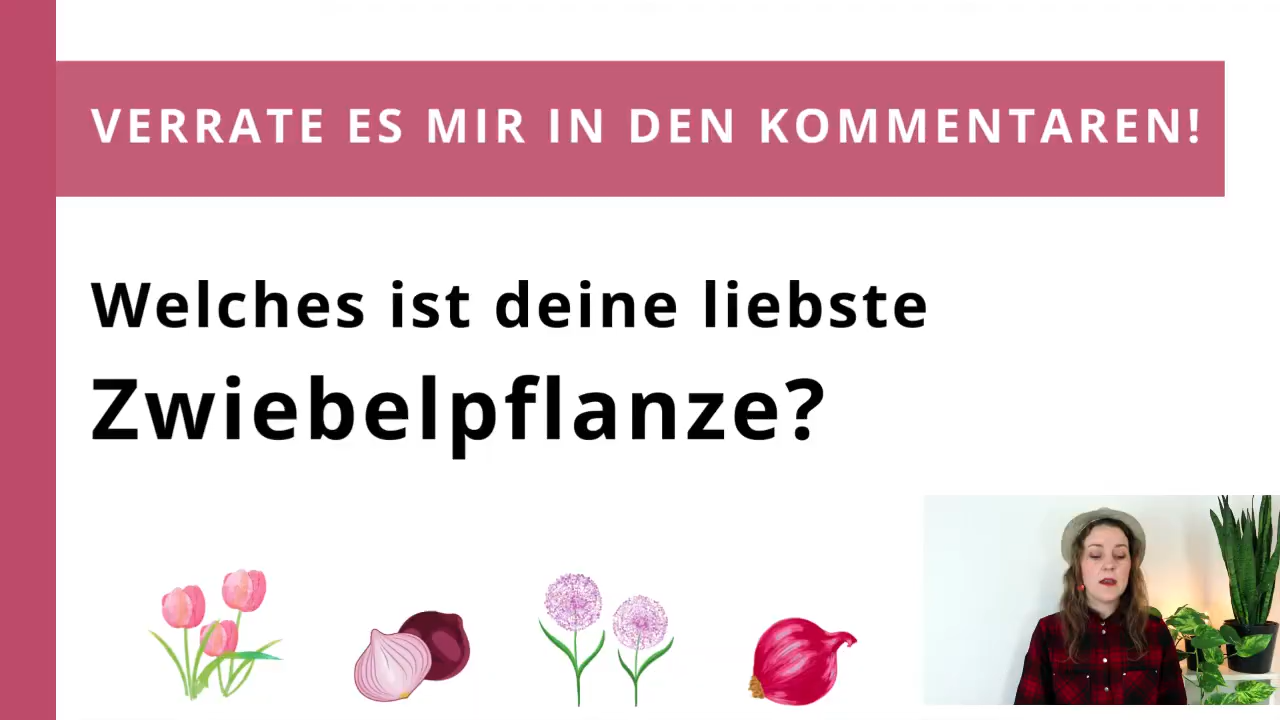 VERRATE ES MIR IN DEN KOMMENTAREN!
Welches ist deine liebste
Zwiebelpflanze?